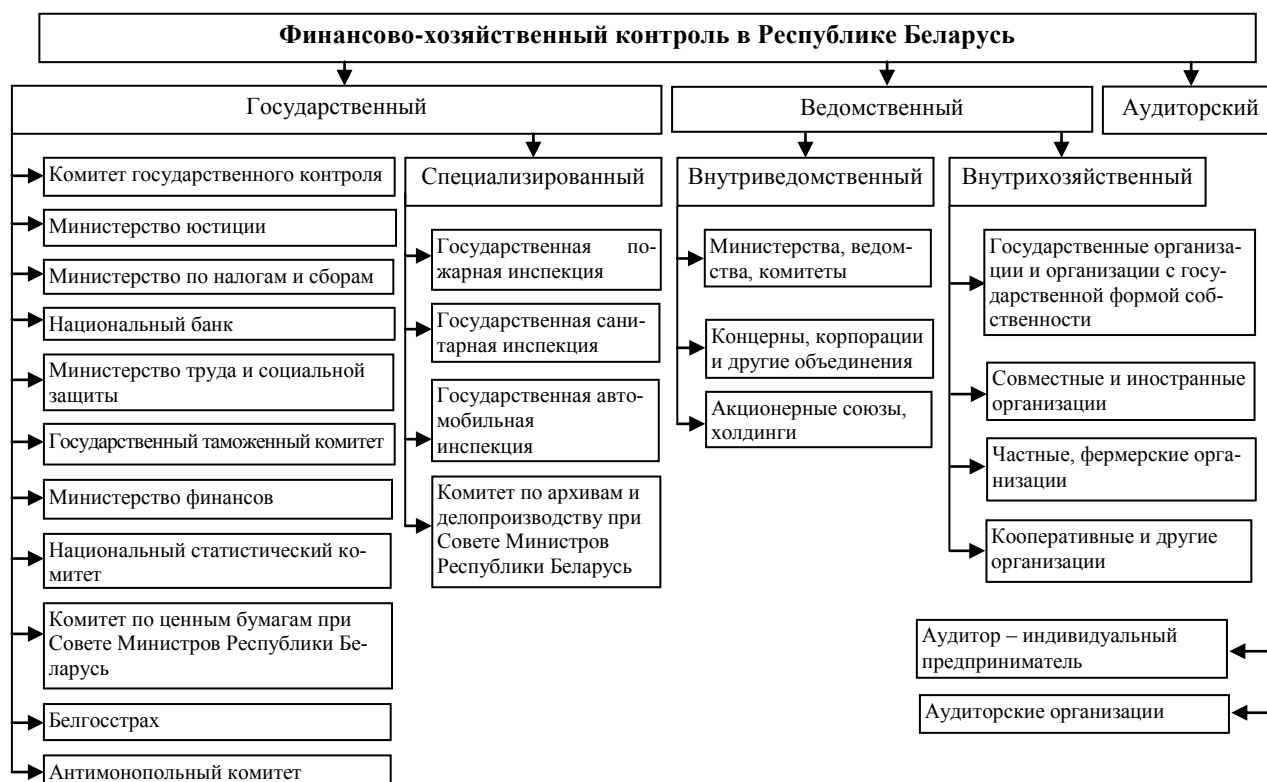 Финансово-хозяйственный контроль в Республике Беларусь
Государственный
Ведомственный
Аудиторский
Комитет государственного контроля
Министерство юстиции
Министерство по налогам и сборам
Национальный банк
Министерство труда и социальной
защиты
Государственный таможенный комитет
Министерство финансов
Национальный статистический ко-
митет
Комитет по ценным бумагам при
Совете Министров Республики Бе-
ларусь
Белгосстрах
Антимонопольный комитет
Специализированный
Государственная по-
жарная инспекция
Государственная сани-
тарная инспекция
Государственная авто-
мобильная
инспекция
Комитет по архивам и
делопроизводству при
Совете Министров
Республики Беларусь
Внутриведомственный
Министерства, ведом-
ства, комитеты
Концерны, корпорации
и другие объединения
Акционерные союзы,
холдинги
Внутрихозяйственный
Государственные организа-
ции и организации с госу-
дарственной формой соб-
ственности
Совместные и иностранные
организации
Частные, фермерские орга-
низации
Кооперативные и другие
организации
Аудитор – индивидуальный
предприниматель
Аудиторские организации